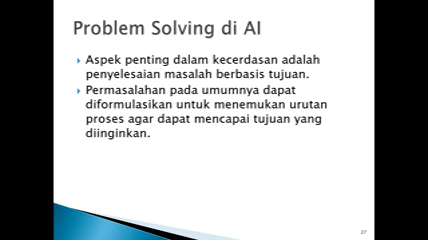 Problem Solving di AI
Aspek penting dalam kecerdasan adalah
penyelesaian masalah berbasis tujuan.
Permasalahan pada umumnya dapat
diformulasikan untuk menemukan urutan
proses agar dapat mencapai tujuan yang
diinginkan.